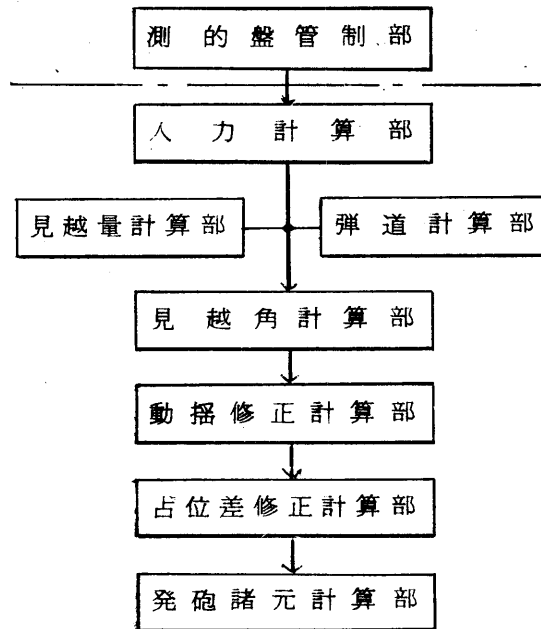 測的盤管制部
入力計算部
見越量計算部
弾道計算部
見越角計算部
動揺修正計算部
占位差修正計算部
発砲諸元計算部